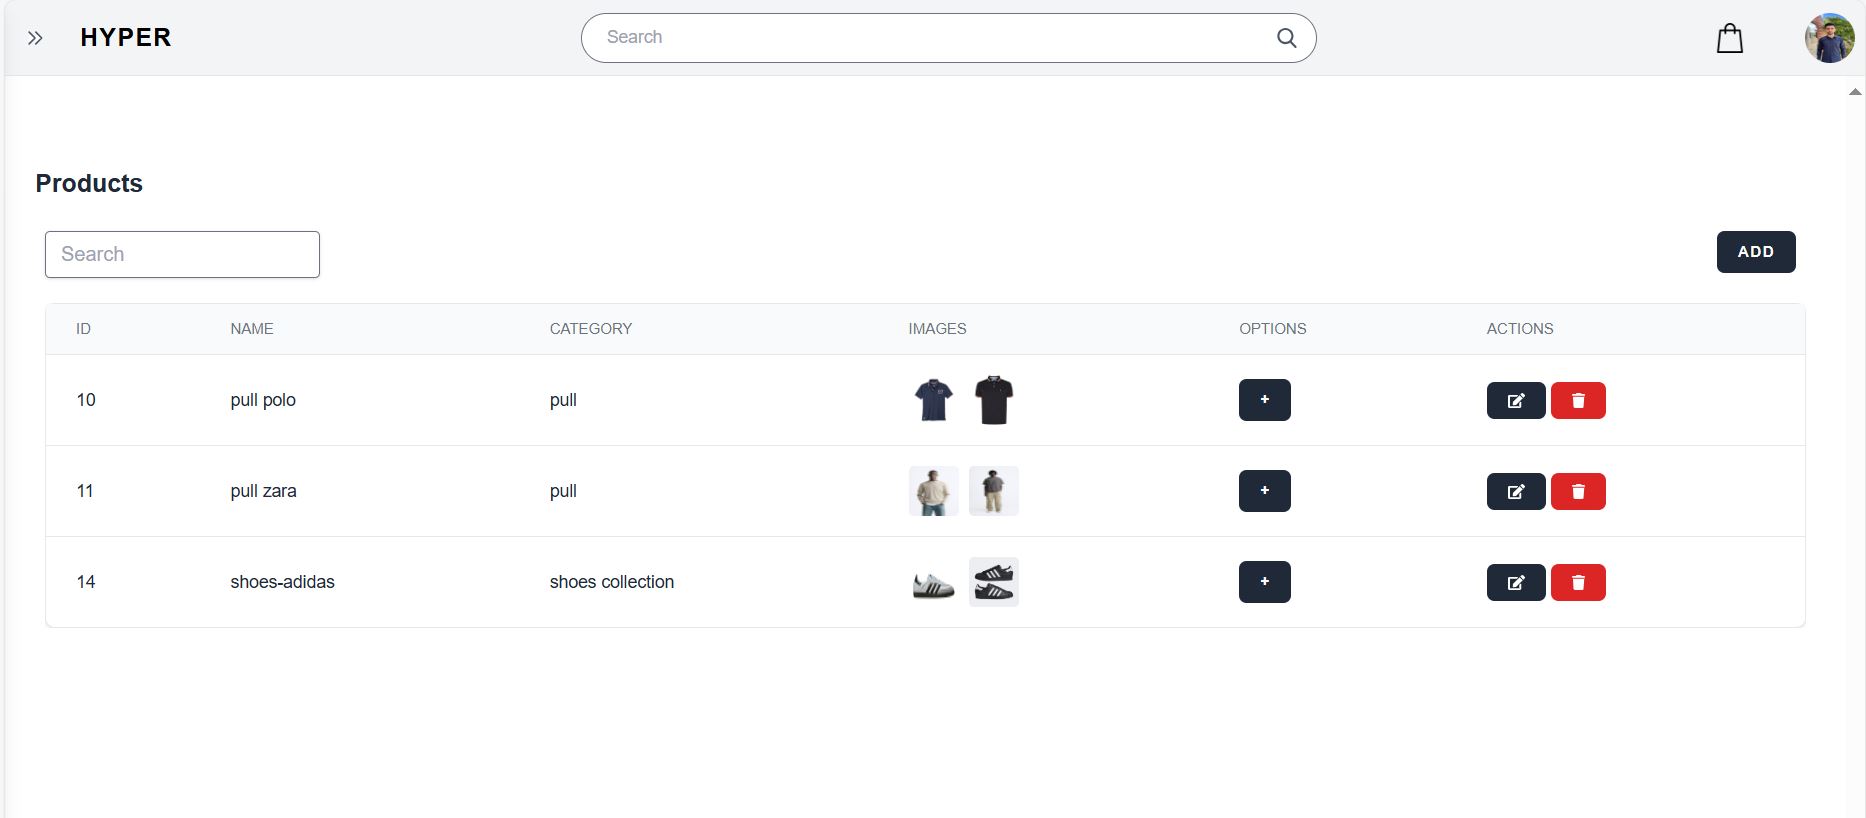 HYPER
Search
Products
Search
ADD
ID NAME CATEGORY IMAGES OPTIONS ACTIONS
10 pull polo pull +
11 pull zara pull +
14 shoes-adidas shoes collection +